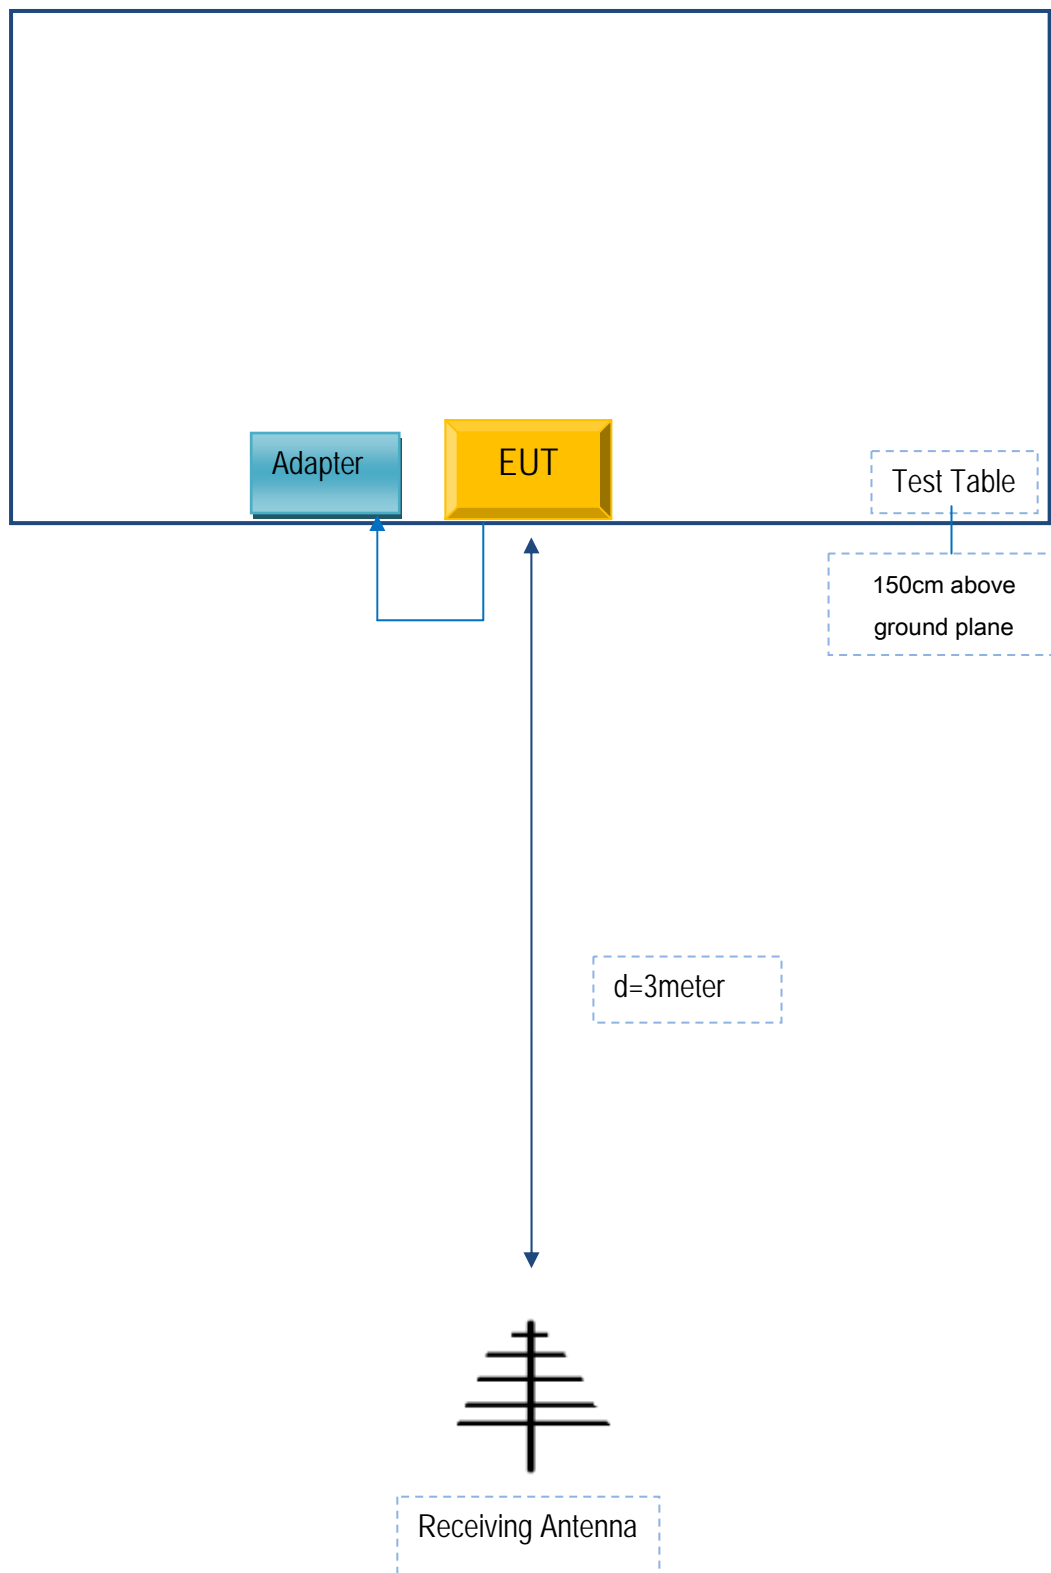 Adapter
EUT
Test Table
150cm above
ground plane
d=3meter
Receiving Antenna